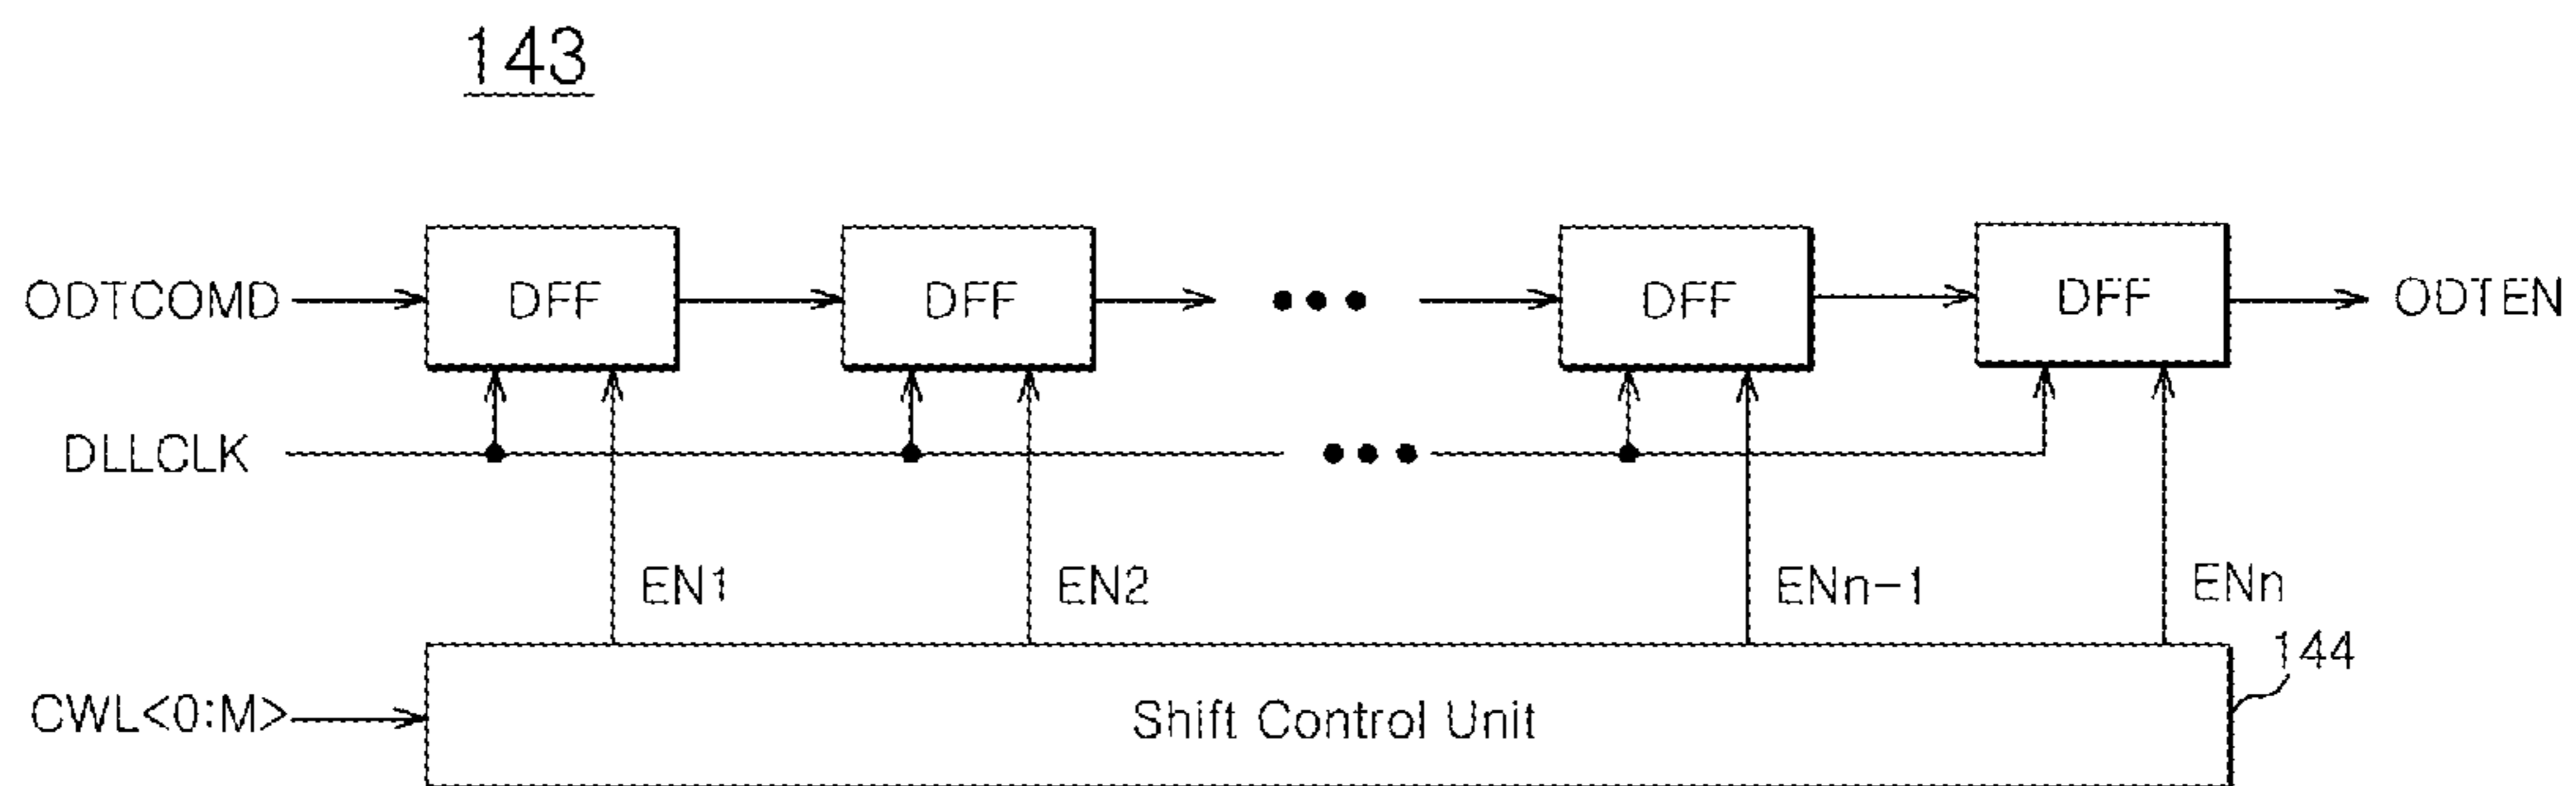 143
ODTCOMD DFF DFF ••• DFF DFF ODTEN
DLLCLK •••
EN1 EN2 ENn-1 ENn
144
CWL<0:M> Shift Control Unit